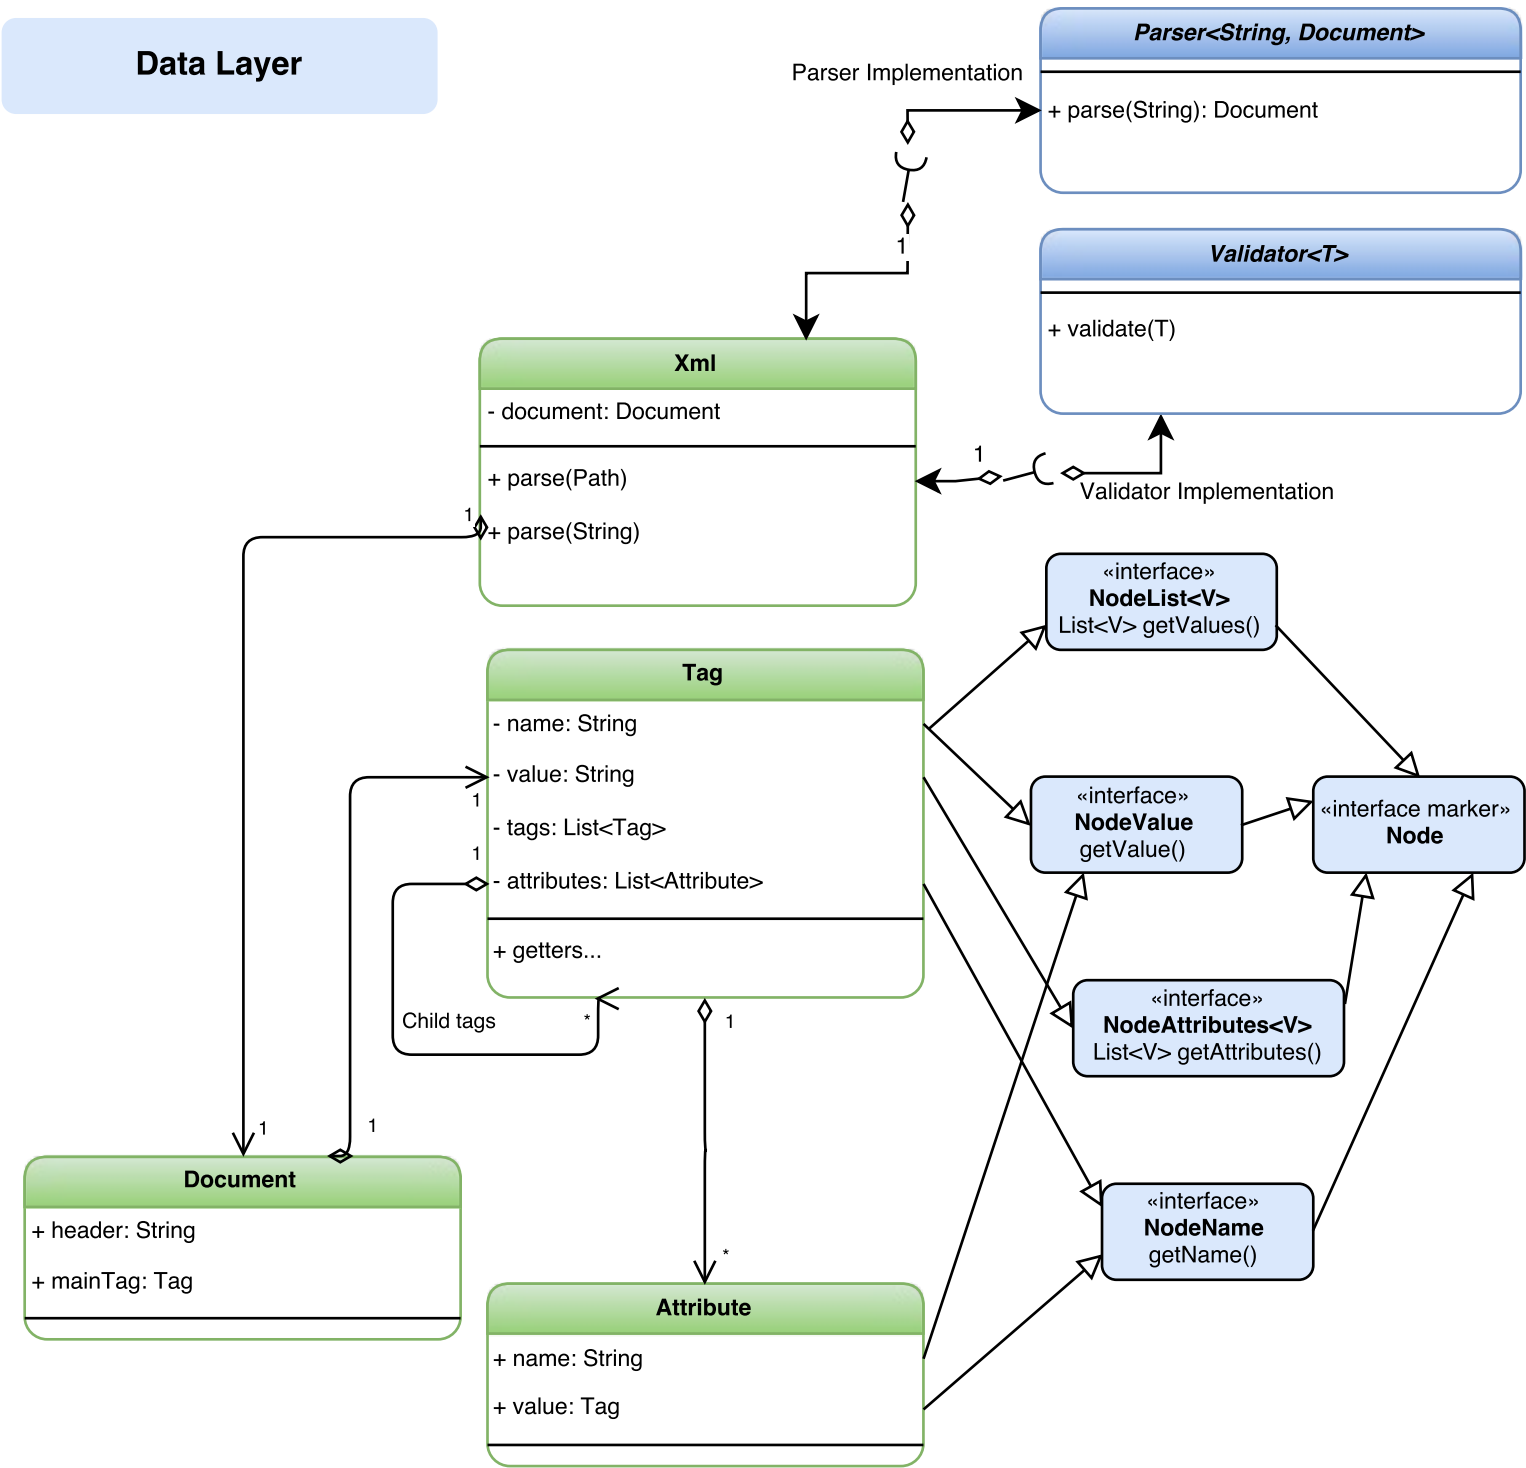 Data Layer
Parser<String, Document>
Parser Implementation
+ parse(String): Document
1
Validator<T>
+ validate(T)
Xml
- document: Document
1
+ parse(Path)
Validator Implementation
1
+ parse(String)
«interface»
NodeList<V>
List<V> getValues()
Tag
- name: String
- value: String
1
- tags: List<Tag>
1
- attributes: List<Attribute>
+ getters...
«interface»
NodeValue
getValue()
«interface marker»
Node
«interface»
NodeAttributes<V>
List<V> getAttributes()
Child tags
*
1
1
1
Document
+ header: String
+ mainTag: Tag
«interface»
NodeName
getName()
*
Attribute
+ name: String
+ value: Tag